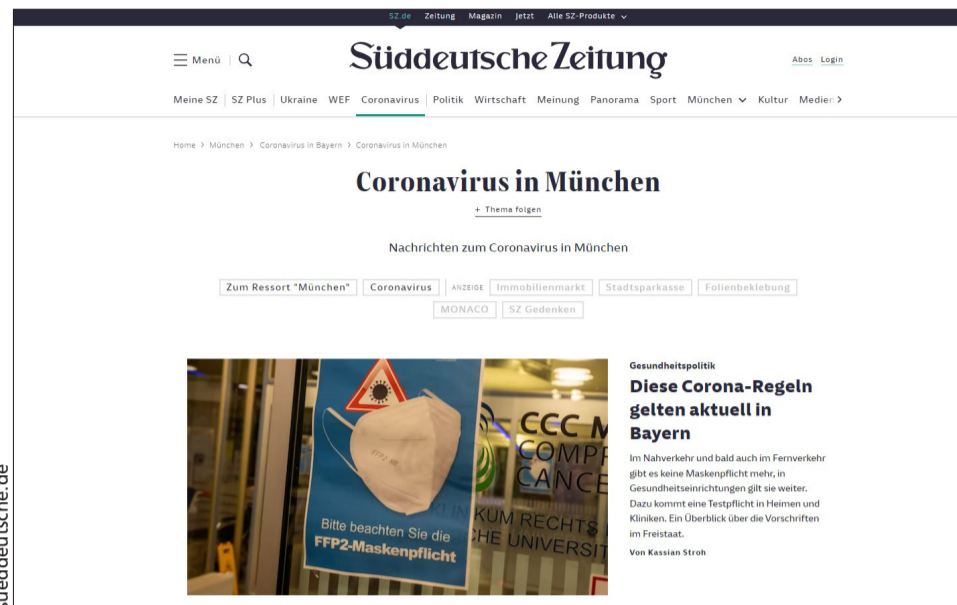 SZ.de Zeitung Magazin Jetzt Alle SZ-Produkte
Menü
Süddeutsche Zeitung
Abos Login
Meine SZ SZ Plus Ukraine WEF Coronavirus Politik Wirtschaft Meinung Panorama Sport München Kultur Medien
Home > München > Coronavirus in Bayern > Coronavirus in München
Coronavirus in München
+ Thema folgen
Nachrichten zum Coronavirus in München
Zum Ressort "München" Coronavirus ANZEIGE Immobilienmarkt Stadtsparkasse Folienbeklebung
MONACO SZ Gedenken
FFP2 NR
Bitte beachten Sie die
FFP2-Maskenpflicht
CCC M
COMPR
CANCE
KLINIKUM RECHTS
CHE UNIVERSIT
Gesundheitspolitik
Diese Corona-Regeln
gelten aktuell in
Bayern
Im Nahverkehr und bald auch im Fernverkehr
gibt es keine Maskenpflicht mehr, in
Gesundheitseinrichtungen gilt sie weiter.
Dazu kommt eine Testpflicht in Heimen und
Kliniken. Ein Überblick über die Vorschriften
im Freistaat.
Von Kassian Stroh
sueddeutsche.de